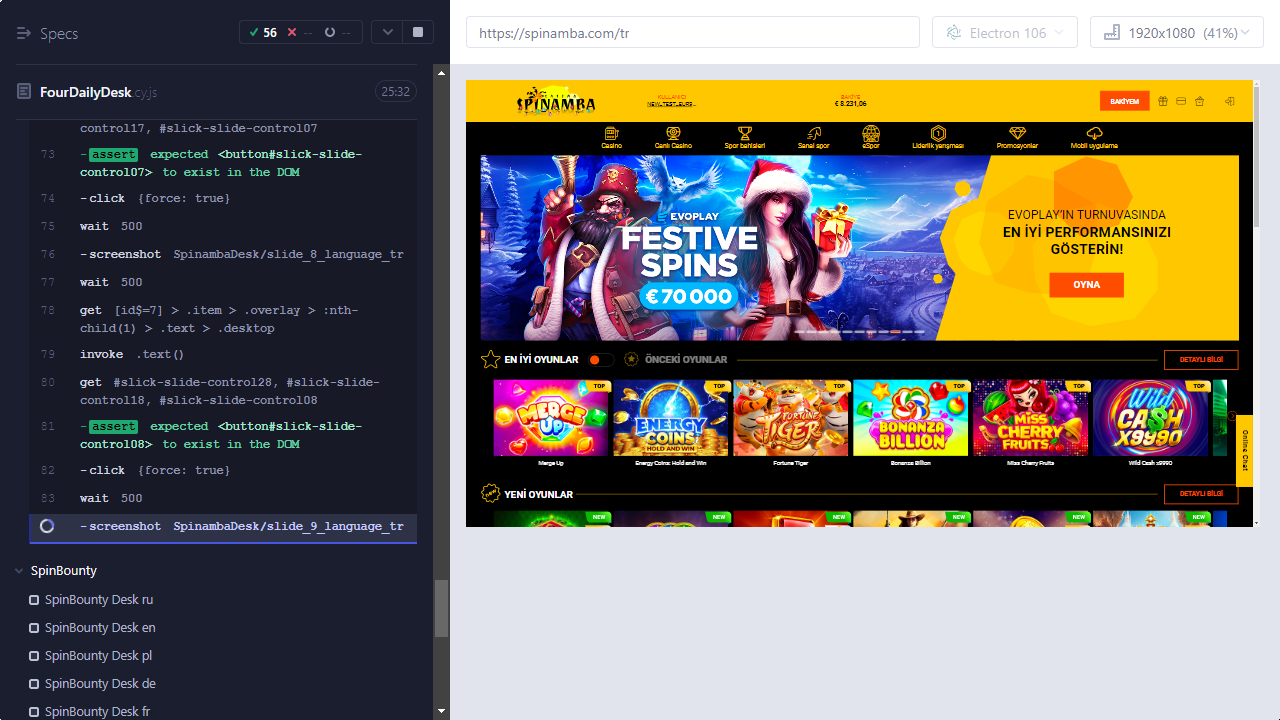 Specs
56
--
--
FourDailyDesk.cy.js
25:32
control17, #slick-slide-control07
73 -assert expected <button#slick-slide-
control07> to exist in the DOM
74 -click {force: true}
75 wait 500
76 -screenshot SpinambaDesk/slide_8_language_tr
77 wait 500
78 get [id$=7] > .item > .overlay > :nth-
child(1) > .text > .desktop
79 invoke .text()
80 get #slick-slide-control28, #slick-slide-
control18, #slick-slide-control08
81 -assert expected <button#slick-slide-
control08> to exist in the DOM
82 -click {force: true}
83 wait 500
-screenshot SpinambaDesk/slide_9_language_tr
SpinBounty
SpinBounty Desk ru
SpinBounty Desk en
SpinBounty Desk pl
SpinBounty Desk de
SpinBounty Desk fr
https://spinamba.com/tr
Electron 106
1920x1080 (41%)
SPINAMBA
KULLANICI
BAKİYE
€ 8.231,06
BAKİYEM
Casino
Canlı Casino
Spor bahisleri
Sanal spor
eSpor
Liderlik yarışması
Promosyonlar
Mobil uygulama
EVOPLAY
FESTIVE
SPINS
€ 70 000
EVOPLAY'IN TURNUVASINDA
EN İYİ PERFORMANSINIZI
GÖSTERİN!
OYNA
EN İYİ OYUNLAR
ÖNCEKİ OYUNLAR
DETAYLI BİLGİ
TOP
TOP
TOP
TOP
TOP
TOP
MERGE UP
ENERGY COINS
HOLD AND WIN
FORTUNE TIGER
BONANZA BILLION
MISS CHERRY FRUITS
Wild CASH X9990
Merge Up
Energy Coins: Hold and Win
Fortune Tiger
Bonanza Billion
Miss Cherry Fruits
Wild Cash x9990
Online Chat
YENİ OYUNLAR
DETAYLI BİLGİ
NEW
NEW
NEW
NEW
NEW
NEW